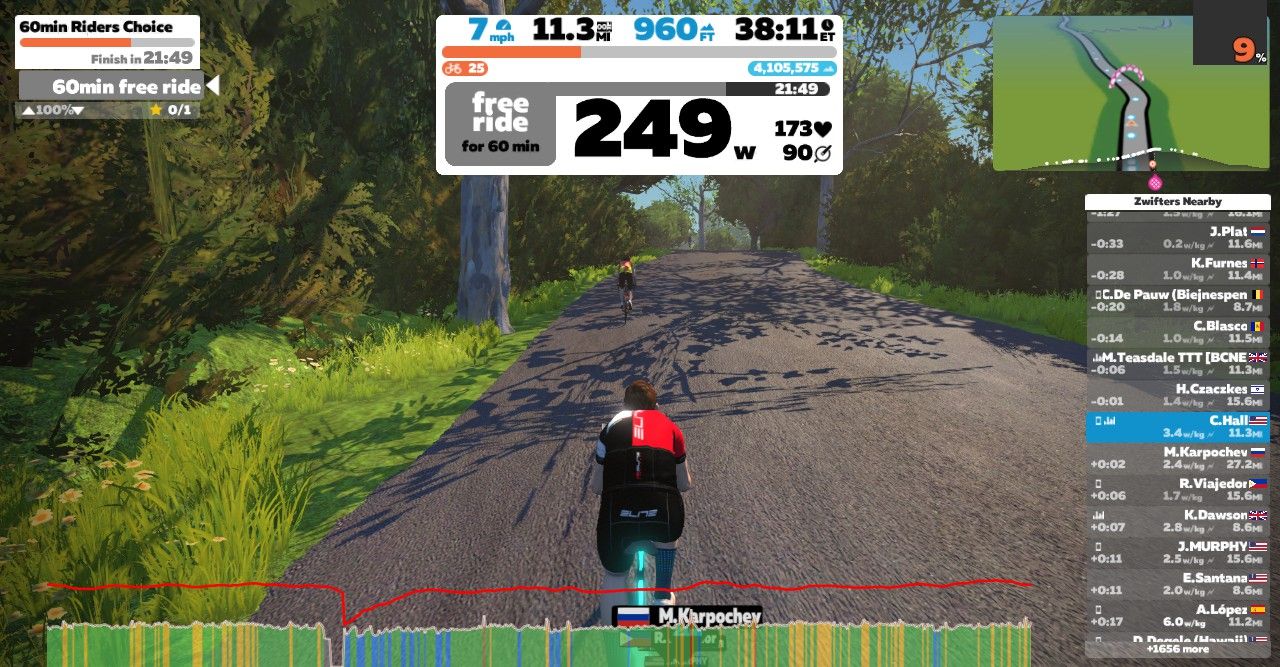 60min Riders Choice
Finish in 21:49
60min free ride
100% 0/1
7 mph 11.3 MI 960 FT 38:11 ET
25 4,105,575
21:49
free
ride
for 60 min
249 w
173
90
9%
Zwifters Nearby
J.Plat
-0:33 0.2w/kg 11.6MI
K.Furnes
-0:28 1.0w/kg 11.4MI
C.De Pauw (Biejnespen
-0:20 1.8w/kg 8.7MI
C.Blasco
-0:14 1.0w/kg 11.5MI
M.Teasdale TTT [BCNE
-0:06 1.5w/kg 11.3MI
H.Czaczkes
-0:01 1.4w/kg 15.6MI
C.Hall
3.4w/kg 11.3MI
M.Karpochev
+0:02 2.4w/kg 27.2MI
R.Viajedor
+0:06 1.7w/kg 15.6MI
K.Dawson
+0:07 2.8w/kg 8.6MI
J.MURPHY
+0:11 2.5w/kg 15.6MI
E.Santana
+0:11 2.0w/kg 8.6MI
A.López
+0:17 6.0w/kg 11.2MI
+1656 more
M.Karpochev